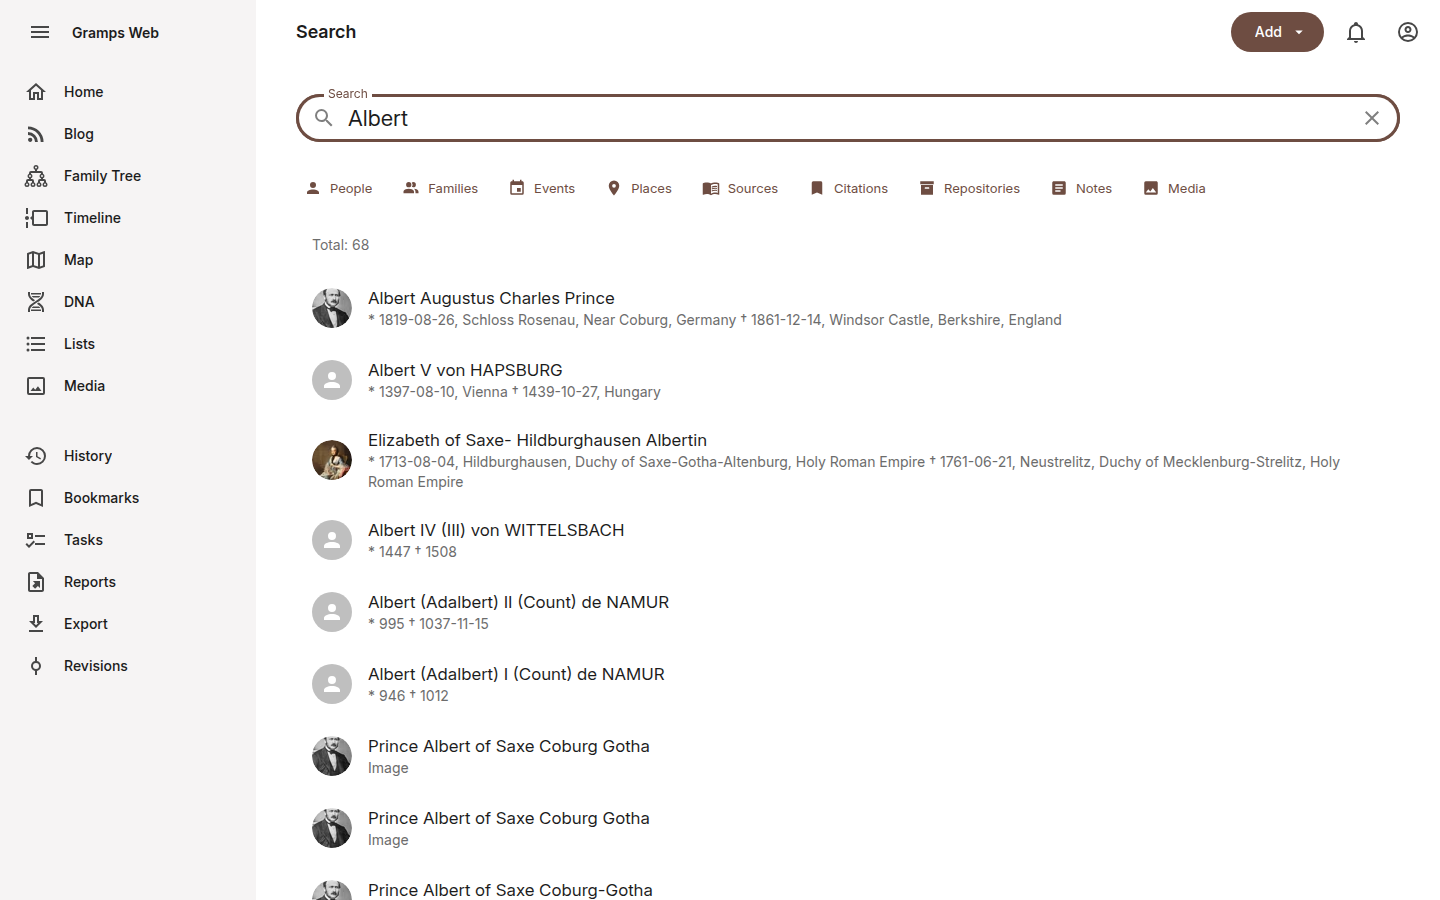 Gramps Web
Home
Blog
Family Tree
Timeline
Map
DNA
Lists
Media
History
Bookmarks
Tasks
Reports
Export
Revisions
Search
Add
Search
Albert
People
Families
Events
Places
Sources
Citations
Repositories
Notes
Media
Total: 68
Albert Augustus Charles Prince
* 1819-08-26, Schloss Rosenau, Near Coburg, Germany † 1861-12-14, Windsor Castle, Berkshire, England
Albert V von HAPSBURG
* 1397-08-10, Vienna † 1439-10-27, Hungary
Elizabeth of Saxe- Hildburghausen Albertin
* 1713-08-04, Hildburghausen, Duchy of Saxe-Gotha-Altenburg, Holy Roman Empire † 1761-06-21, Neustrelitz, Duchy of Mecklenburg-Strelitz, Holy
Roman Empire
Albert IV (III) von WITTELSBACH
* 1447 † 1508
Albert (Adalbert) II (Count) de NAMUR
* 995 † 1037-11-15
Albert (Adalbert) I (Count) de NAMUR
* 946 † 1012
Prince Albert of Saxe Coburg Gotha
Image
Prince Albert of Saxe Coburg Gotha
Image
Prince Albert of Saxe Coburg-Gotha